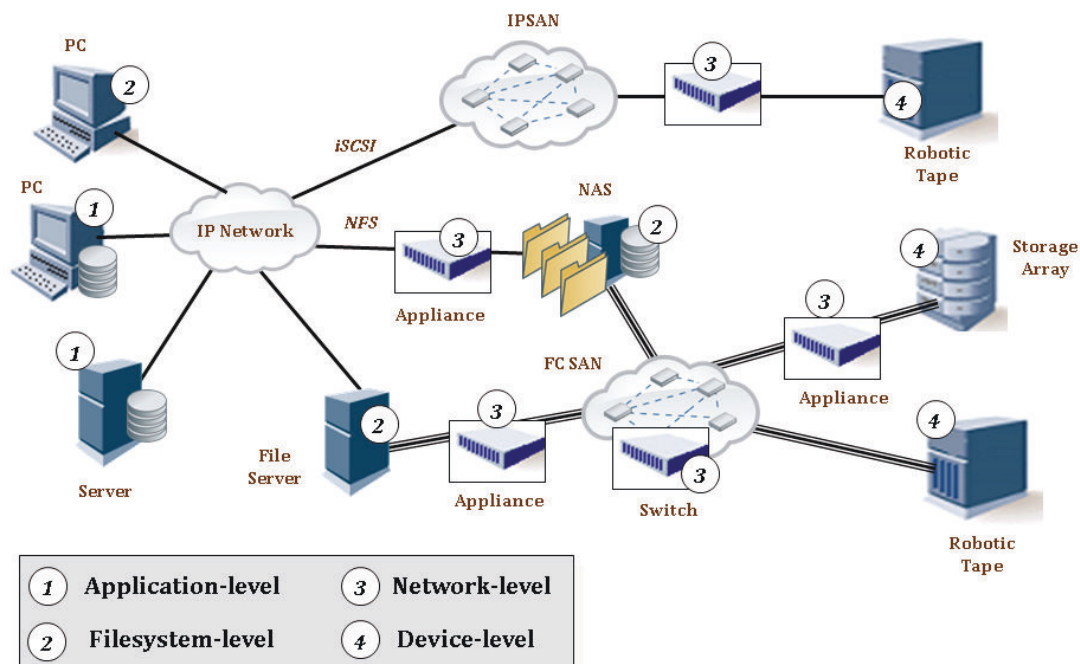 IPSAN
PC
2
3
4
iSCSI
Robotic
Tape
PC
1
IP Network
NFS
NAS
3
2
4
Storage
Array
Appliance
3
1
FC SAN
3
Appliance
4
2
File
Server
Server
Appliance
3
Switch
Robotic
Tape
1 Application-level
3 Network-level
2 Filesystem-level
4 Device-level